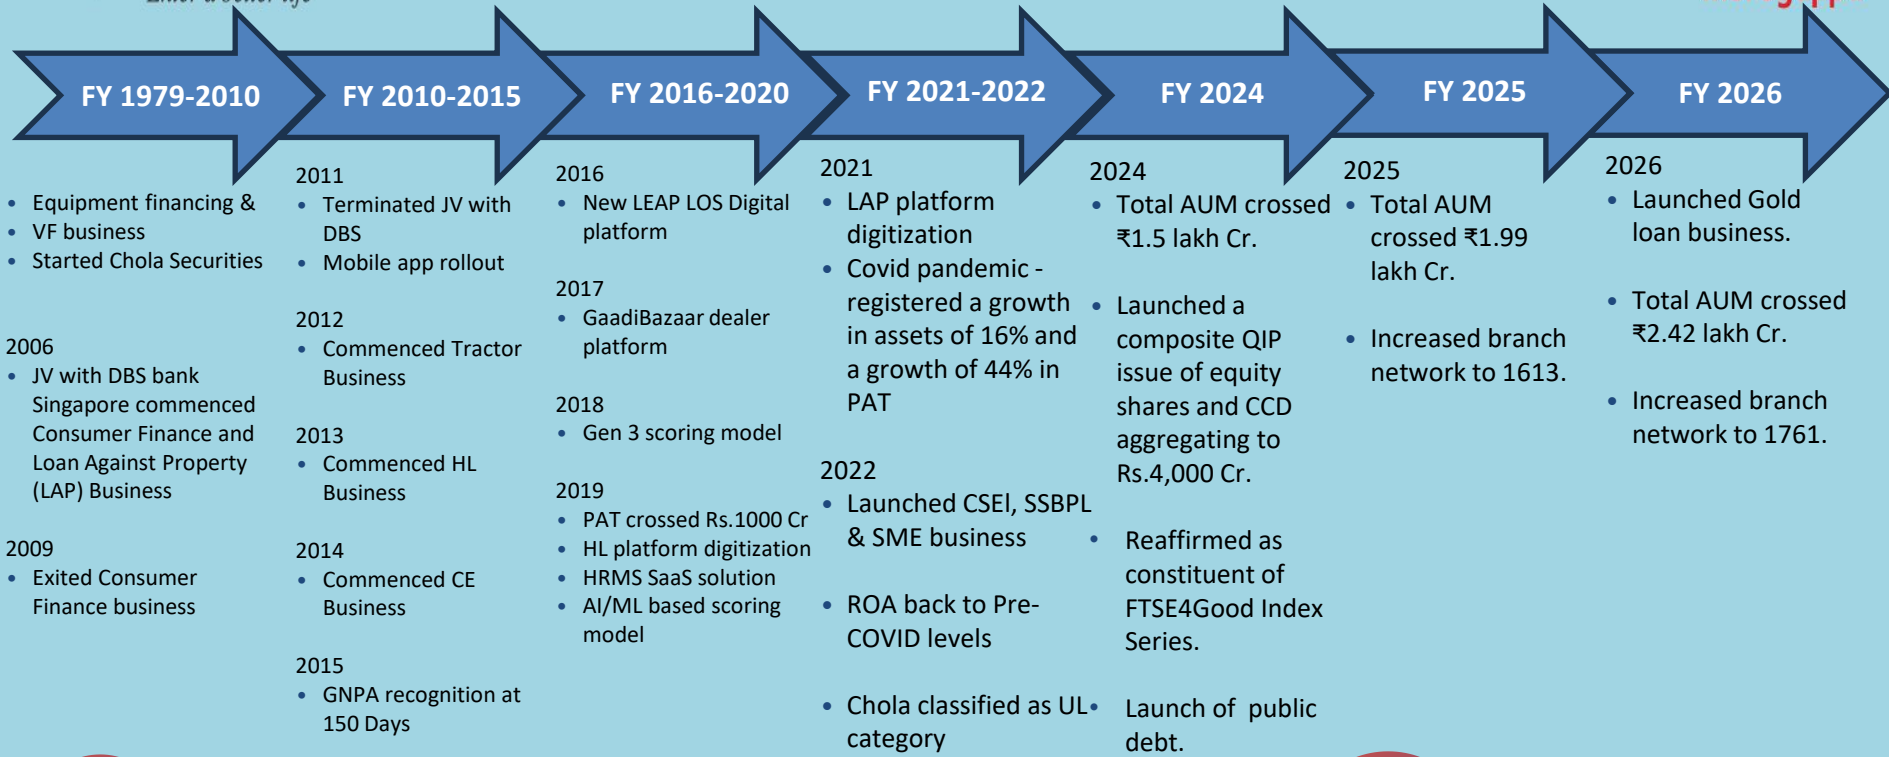 Enter a better life
FY 1979-2010
FY 2010-2015
FY 2016-2020
FY 2021-2022
FY 2024
FY 2025
FY 2026
• Equipment financing &
• VF business
• Started Chola Securities
2006
• JV with DBS bank
Singapore commenced
Consumer Finance and
Loan Against Property
(LAP) Business
2009
• Exited Consumer
Finance business
2011
• Terminated JV with
DBS
• Mobile app rollout
2012
• Commenced Tractor
Business
2013
• Commenced HL
Business
2014
• Commenced CE
Business
2015
• GNPA recognition at
150 Days
2016
• New LEAP LOS Digital
platform
2017
• GaadiBazaar dealer
platform
2018
• Gen 3 scoring model
2019
• PAT crossed Rs.1000 Cr
• HL platform digitization
• HRMS SaaS solution
• AI/ML based scoring
model
2021
• LAP platform
digitization
• Covid pandemic -
registered a growth
in assets of 16% and
a growth of 44% in
PAT
2022
• Launched CSEl, SSBPL
& SME business
• ROA back to Pre-
COVID levels
• Chola classified as UL
category
2024
• Total AUM crossed
₹1.5 lakh Cr.
• Launched a
composite QIP
issue of equity
shares and CCD
aggregating to
Rs.4,000 Cr.
• Reaffirmed as
constituent of
FTSE4Good Index
Series.
• Launch of public
debt.
2025
• Total AUM
crossed ₹1.99
lakh Cr.
• Increased branch
network to 1613.
2026
• Launched Gold
loan business.
• Total AUM crossed
₹2.42 lakh Cr.
• Increased branch
network to 1761.